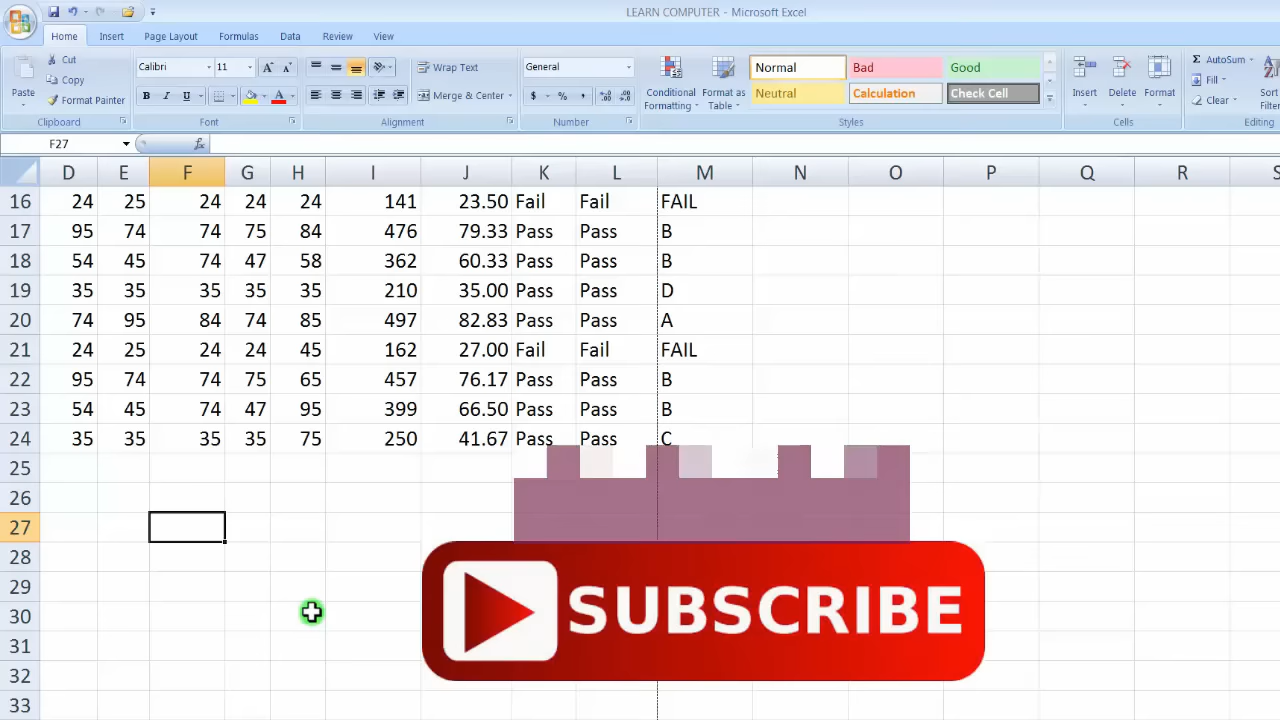 LEARN COMPUTER - Microsoft Excel
Home Insert Page Layout Formulas Data Review View
Cut Calibri 11 A A Wrap Text General Normal Bad Good AutoSum
Paste Copy Conditional Formatting Format as Table Insert Delete Format Fill Sort
Format Painter B I U A Merge & Center $ % , Neutral Calculation Check Cell Clear Filter
Clipboard Font Alignment Number Styles Cells Editing
F27 fx
D E F G H I J K L M N O P Q R S
16 24 25 24 24 24 141 23.50 Fail Fail FAIL
17 95 74 74 75 84 476 79.33 Pass Pass B
18 54 45 74 47 58 362 60.33 Pass Pass B
19 35 35 35 35 35 210 35.00 Pass Pass D
20 74 95 84 74 85 497 82.83 Pass Pass A
21 24 25 24 24 45 162 27.00 Fail Fail FAIL
22 95 74 74 75 65 457 76.17 Pass Pass B
23 54 45 74 47 95 399 66.50 Pass Pass B
24 35 35 35 35 75 250 41.67 Pass Pass C
25
26
27
28
29
30
SUBSCRIBE
31
32
33